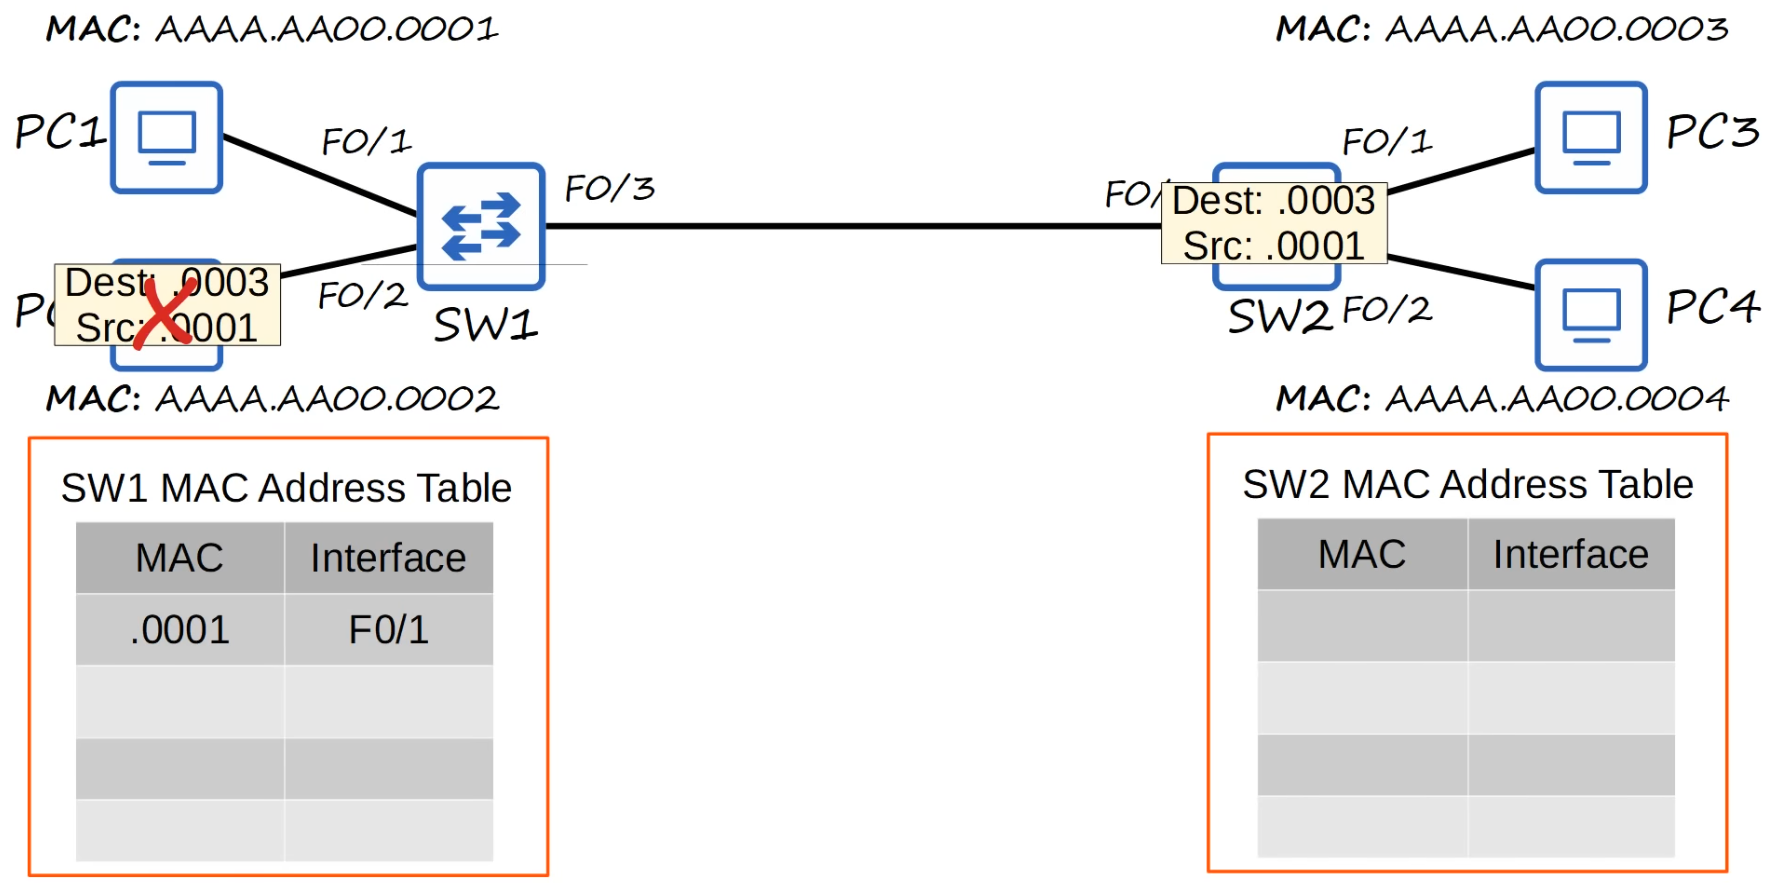 MAC: AAAA.AA00.0001
MAC: AAAA.AA00.0003
PC1
F0/1
F0/3
F0/2
SW1
Dest: .0003
Src: .0001
MAC: AAAA.AA00.0002
F0/
Dest: .0003
Src: .0001
SW2
F0/1
F0/2
PC3
PC4
MAC: AAAA.AA00.0004
SW1 MAC Address Table
MAC Interface
.0001 F0/1
SW2 MAC Address Table
MAC Interface